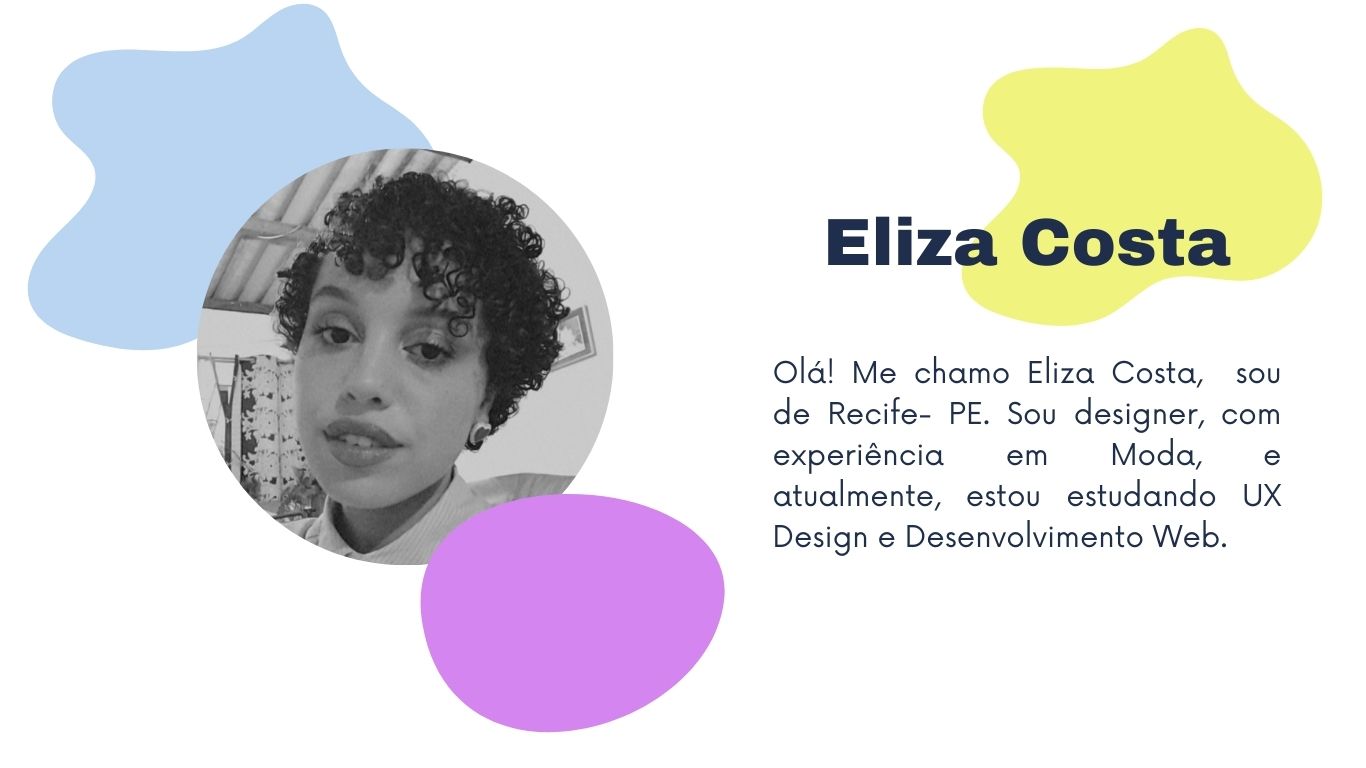 Eliza Costa
Olá! Me chamo Eliza Costa, sou
de Recife- PE. Sou designer, com
experiência em Moda, e
atualmente, estou estudando UX
Design e Desenvolvimento Web.